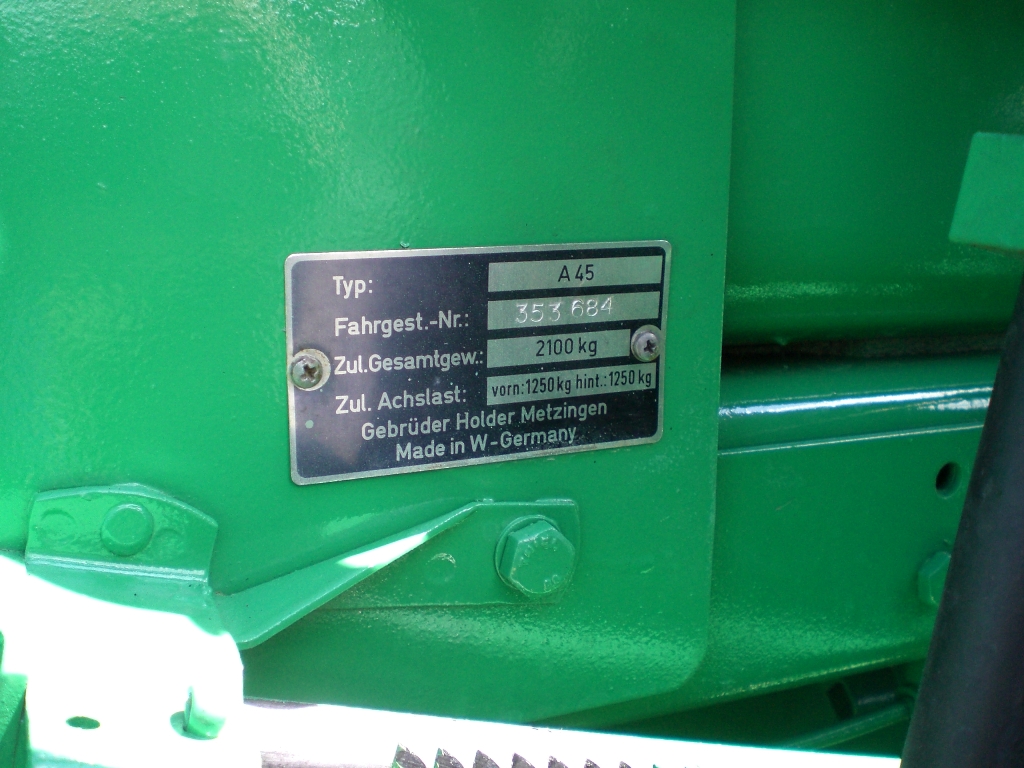 Typ: A 45
Fahrgest.-Nr.: 353 684
Zul.Gesamtgew.: 2100 kg
Zul. Achslast: vorn:1250 kg hint.:1250 kg
Gebrüder Holder Metzingen
Made in W-Germany